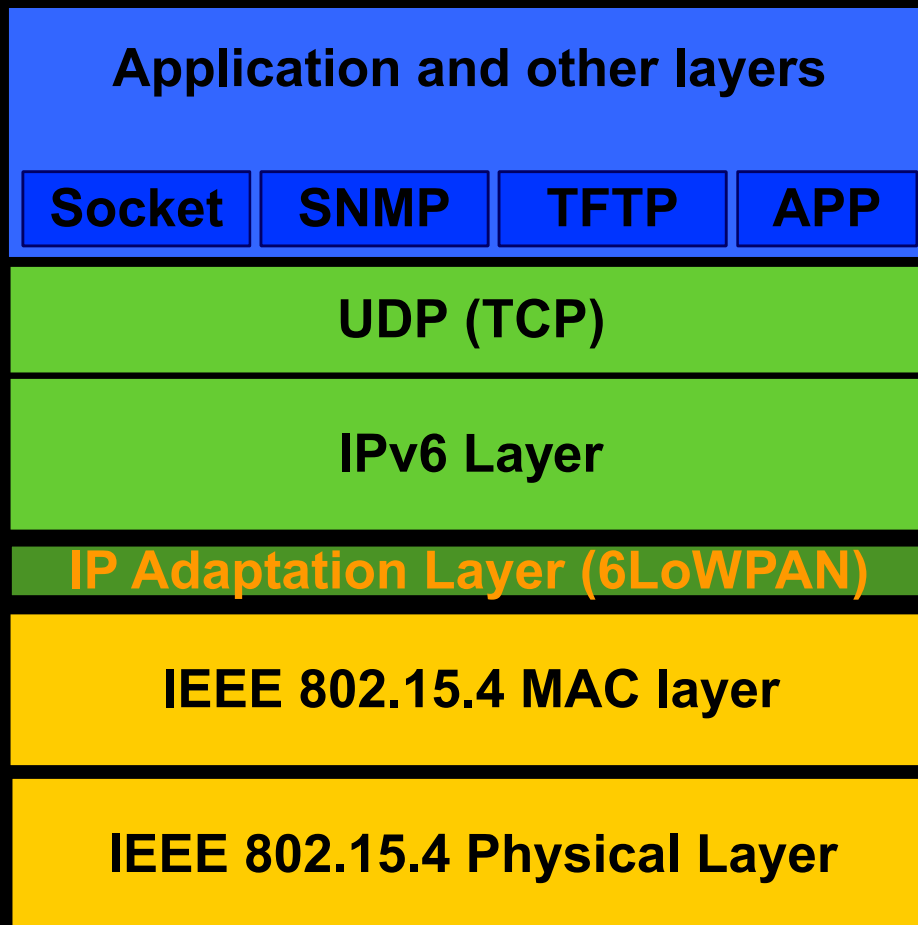 Application and other layers
Socket SNMP TFTP APP
UDP (TCP)
IPv6 Layer
IP Adaptation Layer (6LoWPAN)
IEEE 802.15.4 MAC layer
IEEE 802.15.4 Physical Layer